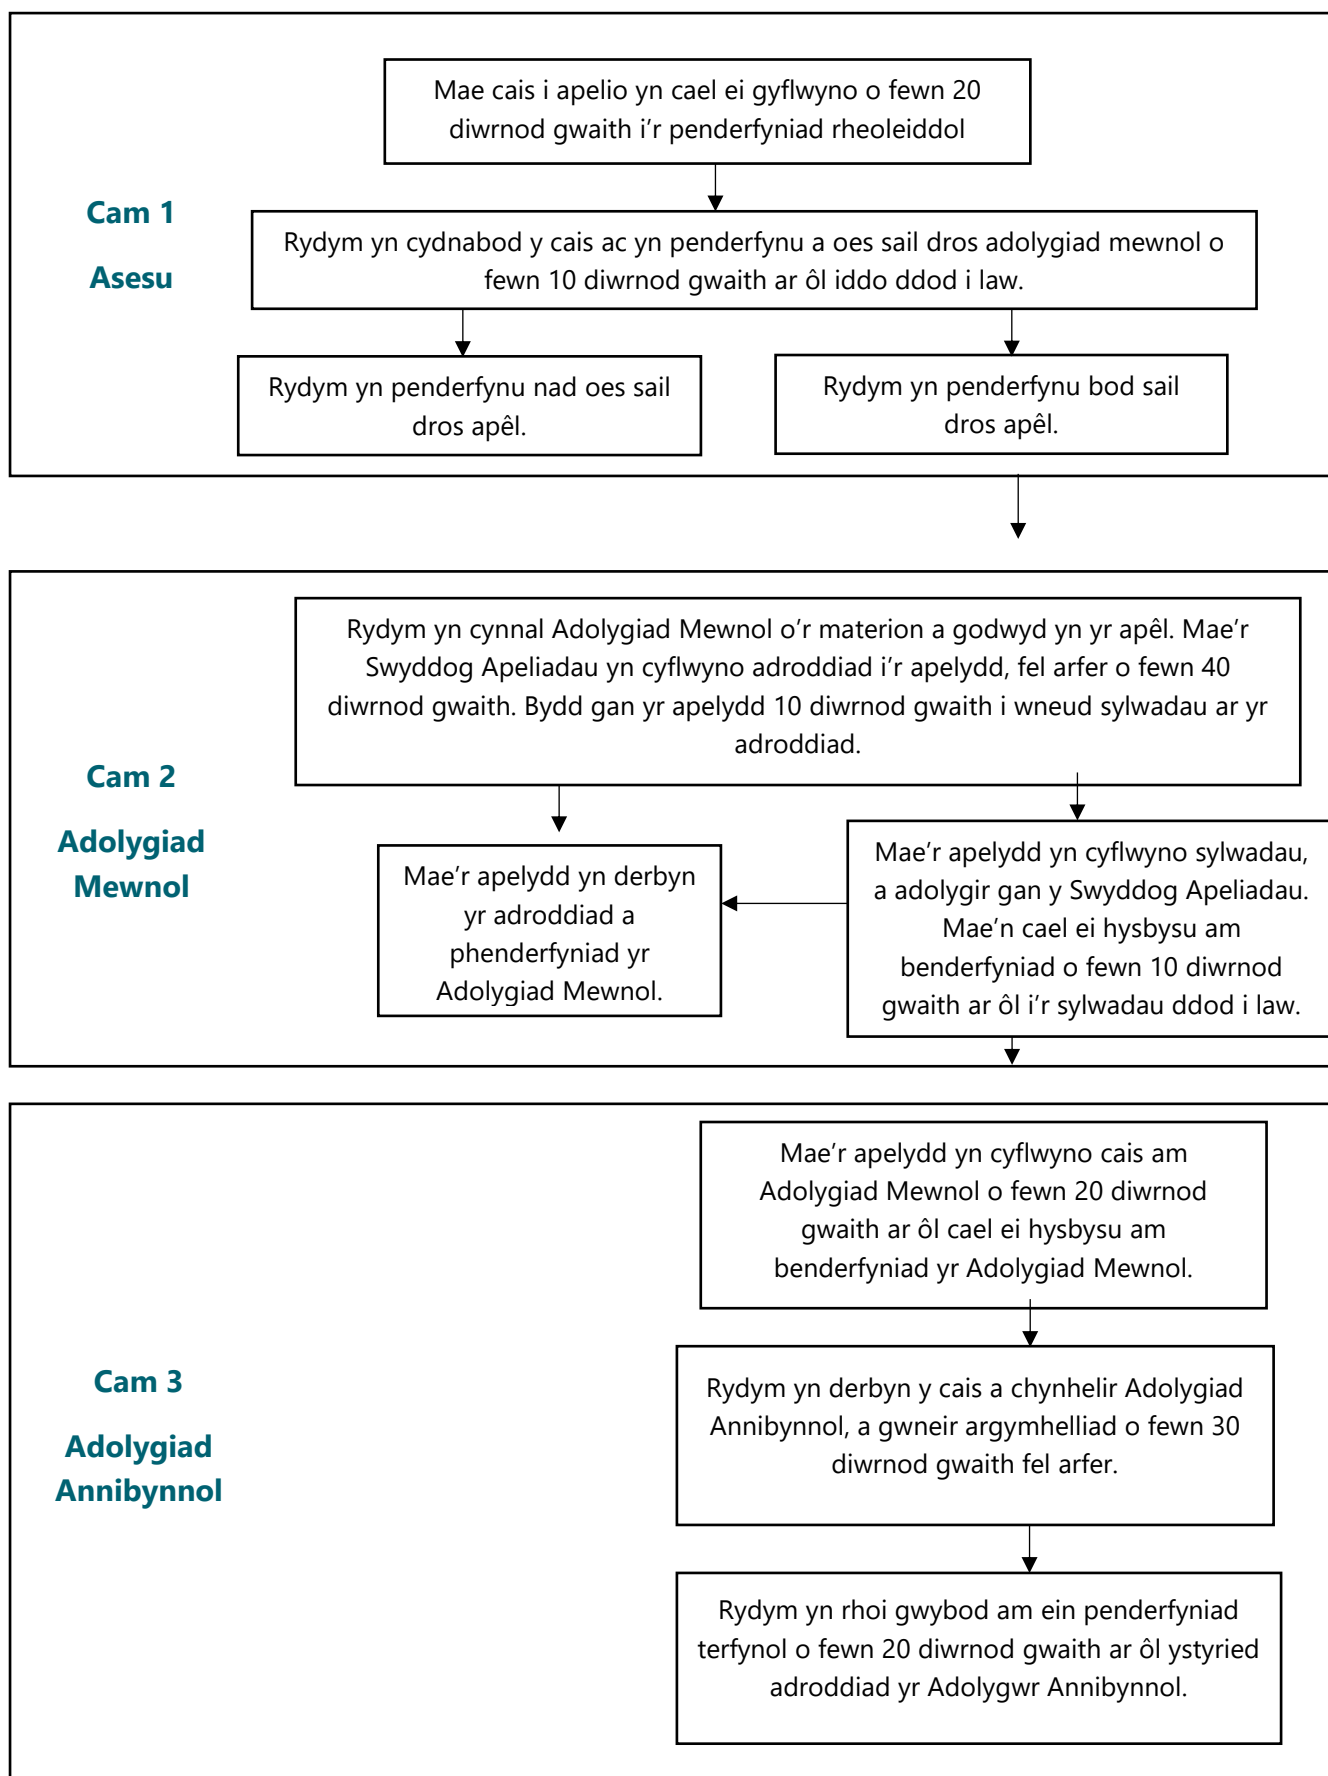 Mae cais i apelio yn cael ei gyflwyno o fewn 20
diwrnod gwaith i’r penderfyniad rheoleiddol
Cam 1
Asesu
Rydym yn cydnabod y cais ac yn penderfynu a oes sail dros adolygiad mewnol o
fewn 10 diwrnod gwaith ar ôl iddo ddod i law.
Rydym yn penderfynu nad oes sail
dros apêl.
Rydym yn penderfynu bod sail
dros apêl.
Rydym yn cynnal Adolygiad Mewnol o’r materion a godwyd yn yr apêl. Mae’r
Swyddog Apeliadau yn cyflwyno adroddiad i’r apelydd, fel arfer o fewn 40
diwrnod gwaith. Bydd gan yr apelydd 10 diwrnod gwaith i wneud sylwadau ar yr
adroddiad.
Cam 2
Adolygiad
Mewnol
Mae’r apelydd yn derbyn
yr adroddiad a
phenderfyniad yr
Adolygiad Mewnol.
Mae’r apelydd yn cyflwyno sylwadau,
a adolygir gan y Swyddog Apeliadau.
Mae’n cael ei hysbysu am
benderfyniad o fewn 10 diwrnod
gwaith ar ôl i’r sylwadau ddod i law.
Mae’r apelydd yn cyflwyno cais am
Adolygiad Mewnol o fewn 20 diwrnod
gwaith ar ôl cael ei hysbysu am
benderfyniad yr Adolygiad Mewnol.
Cam 3
Adolygiad
Annibynnol
Rydym yn derbyn y cais a chynhelir Adolygiad
Annibynnol, a gwneir argymhelliad o fewn 30
diwrnod gwaith fel arfer.
Rydym yn rhoi gwybod am ein penderfyniad
terfynol o fewn 20 diwrnod gwaith ar ôl ystyried
adroddiad yr Adolygwr Annibynnol.